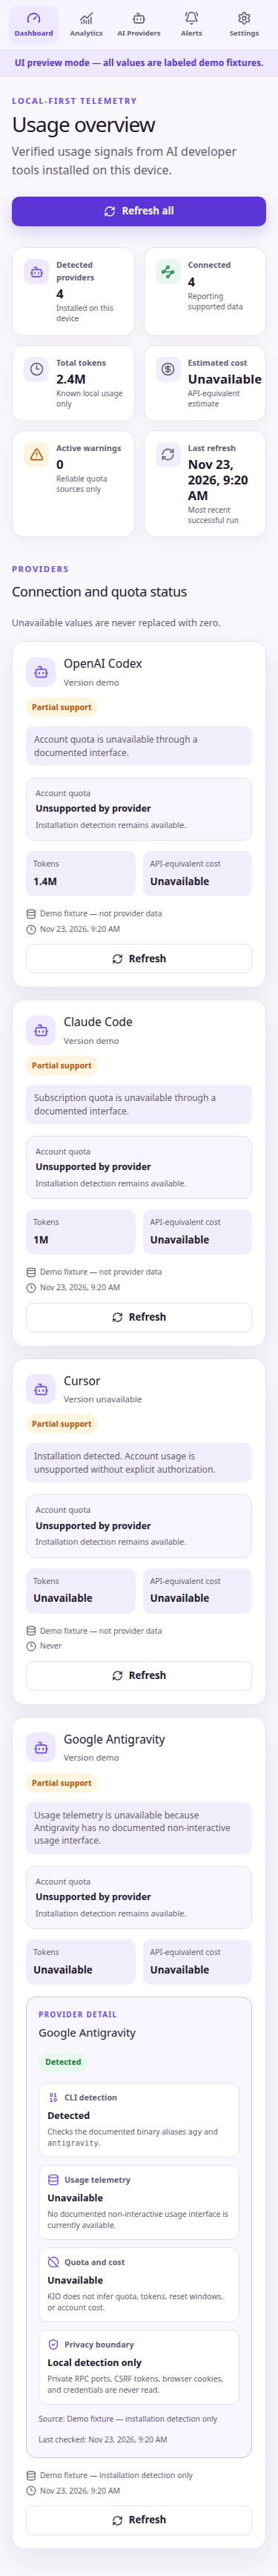 Dashboard
Analytics
AI Providers
Alerts
Settings
UI preview mode — all values are labeled demo fixtures.
LOCAL-FIRST TELEMETRY
Usage overview
Verified usage signals from AI developer
tools installed on this device.
Refresh all
Detected
providers
4
Installed on this
device
Connected
4
Reporting
supported data
Total tokens
2.4M
Known local usage
only
Estimated cost
Unavailable
API-equivalent
estimate
Active warnings
0
Reliable quota
sources only
Last refresh
Nov 23,
2026, 9:20
AM
Most recent
successful run
PROVIDERS
Connection and quota status
Unavailable values are never replaced with zero.
OpenAI Codex
Version demo
Partial support
Account quota is unavailable through a
documented interface.
Account quota
Unsupported by provider
Installation detection remains available.
Tokens
1.4M
API-equivalent cost
Unavailable
Demo fixture — not provider data
Nov 23, 2026, 9:20 AM
Refresh
Claude Code
Version demo
Partial support
Subscription quota is unavailable through a
documented interface.
Account quota
Unsupported by provider
Installation detection remains available.
Tokens
1M
API-equivalent cost
Unavailable
Demo fixture — not provider data
Nov 23, 2026, 9:20 AM
Refresh
Cursor
Version unavailable
Partial support
Installation detected. Account usage is
unsupported without explicit authorization.
Account quota
Unsupported by provider
Installation detection remains available.
Tokens
Unavailable
API-equivalent cost
Unavailable
Demo fixture — not provider data
Never
Refresh
Google Antigravity
Version demo
Partial support
Usage telemetry is unavailable because
Antigravity has no documented non-interactive
usage interface.
Account quota
Unsupported by provider
Installation detection remains available.
Tokens
Unavailable
API-equivalent cost
Unavailable
PROVIDER DETAIL
Google Antigravity
Detected
CLI detection
Detected
Checks the documented binary aliases agy and
antigravity.
Usage telemetry
Unavailable
No documented non-interactive usage interface is
currently available.
Quota and cost
Unavailable
KIO does not infer quota, tokens, reset windows,
or account cost.
Privacy boundary
Local detection only
Private RPC ports, CSRF tokens, browser cookies,
and credentials are never read.
Source: Demo fixture — installation detection only
Last checked: Nov 23, 2026, 9:20 AM
Demo fixture — installation detection only
Nov 23, 2026, 9:20 AM
Refresh